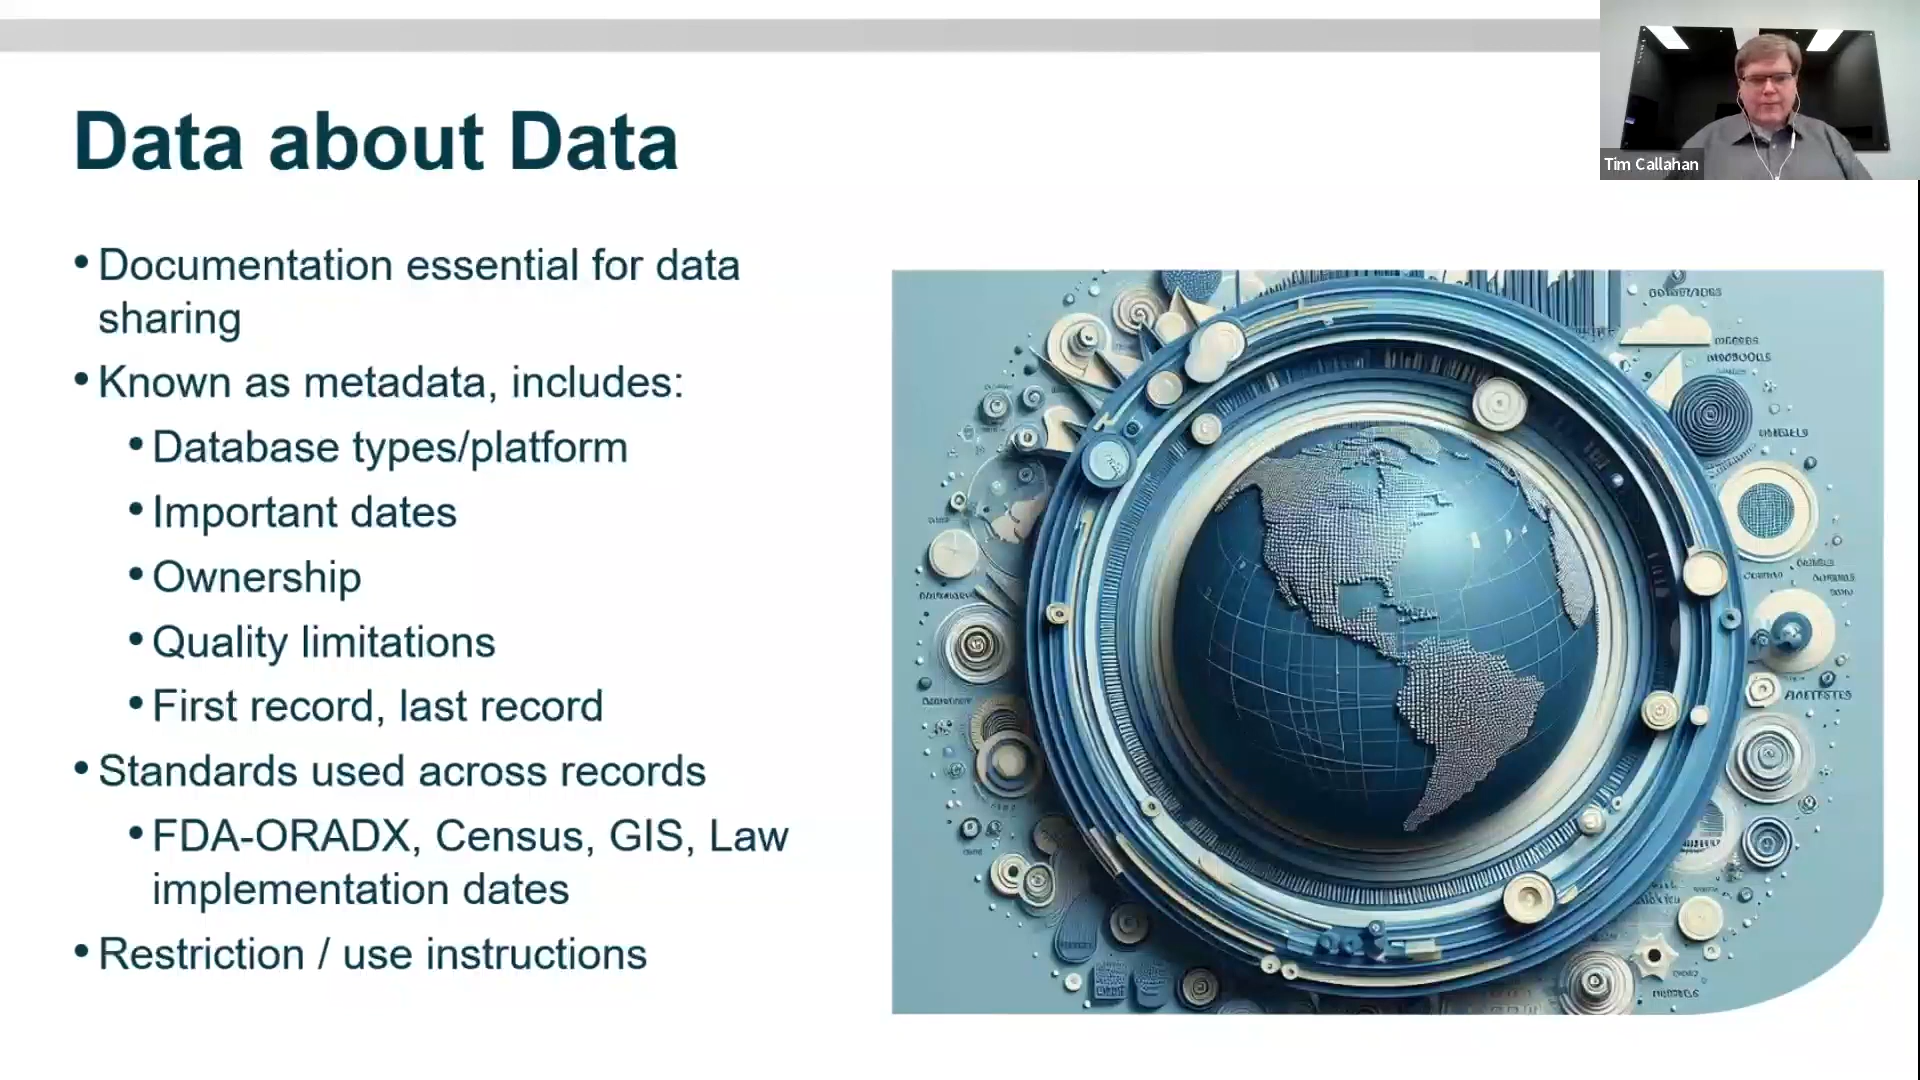 Tim Callahan
Data about Data
• Documentation essential for data
sharing
• Known as metadata, includes:
• Database types/platform
• Important dates
• Ownership
• Quality limitations
• First record, last record
• Standards used across records
• FDA-ORADX, Census, GIS, Law
implementation dates
• Restriction / use instructions